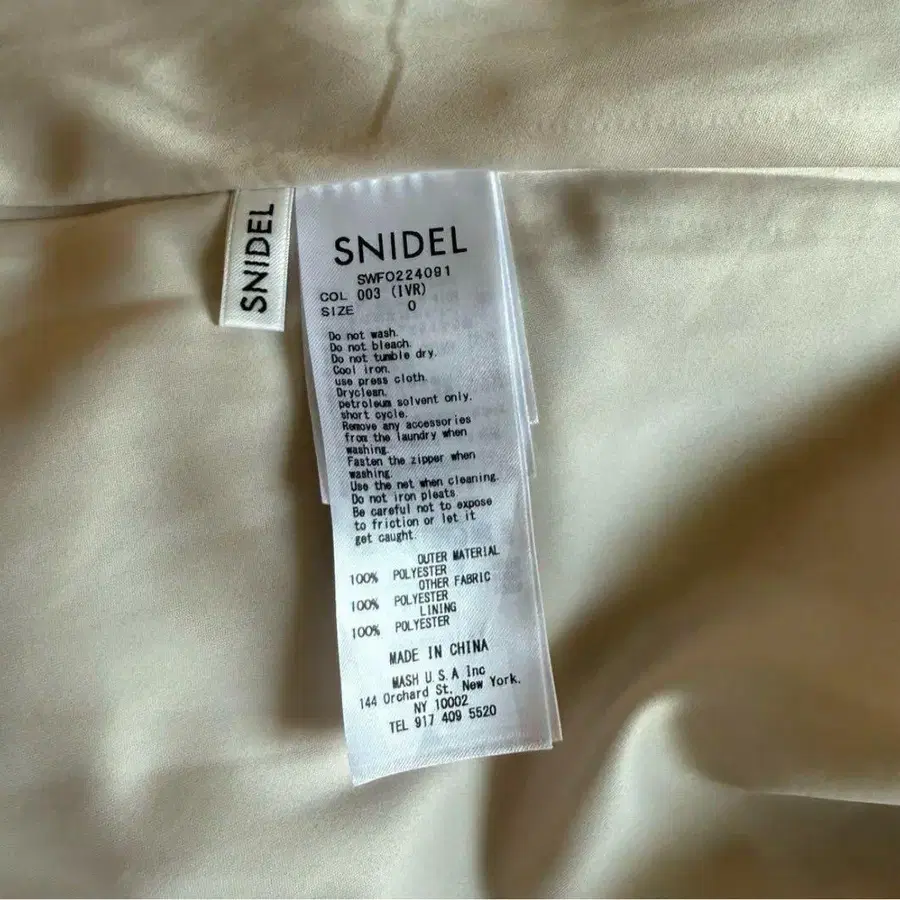 SNIDEL
SNIDEL
SWFO224091
COL 003 (IVR)
SIZE 0
Do not wash.
Do not bleach.
Do not tumble dry.
Cool iron.
use press cloth.
Dryclean.
petroleum solvent only.
short cycle.
Remove any accessories
from the laundry when
washing.
Fasten the zipper when
washing.
Use the net when cleaning.
Do not iron pleats.
Be careful not to expose
to friction or let it
get caught.
OUTER MATERIAL
100% POLYESTER
OTHER FABRIC
100% POLYESTER
LINING
100% POLYESTER
MADE IN CHINA
MASH U.S.A Inc
144 Orchard St. New York.
NY 10002
TEL 917 409 5520